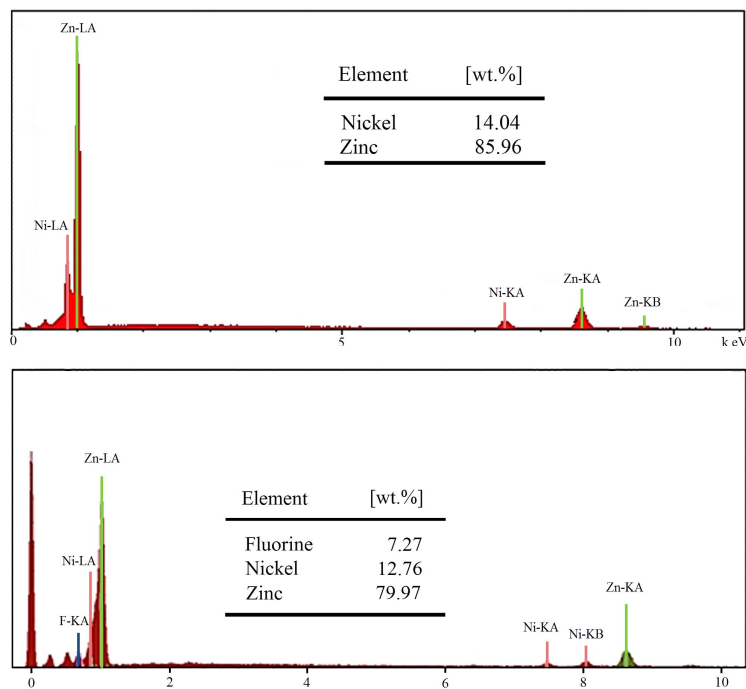 Zn-LA
Element [wt.%]
Nickel 14.04
Zinc 85.96
Ni-LA
Ni-KA
Zn-KA
Zn-KB
0 5 10 k eV
Zn-LA
Element [wt.%]
Ni-LA
Fluorine 7.27
Nickel 12.76
Zinc 79.97
F-KA
Zn-KA
Ni-KA
Ni-KB
0 2 4 6 8 10